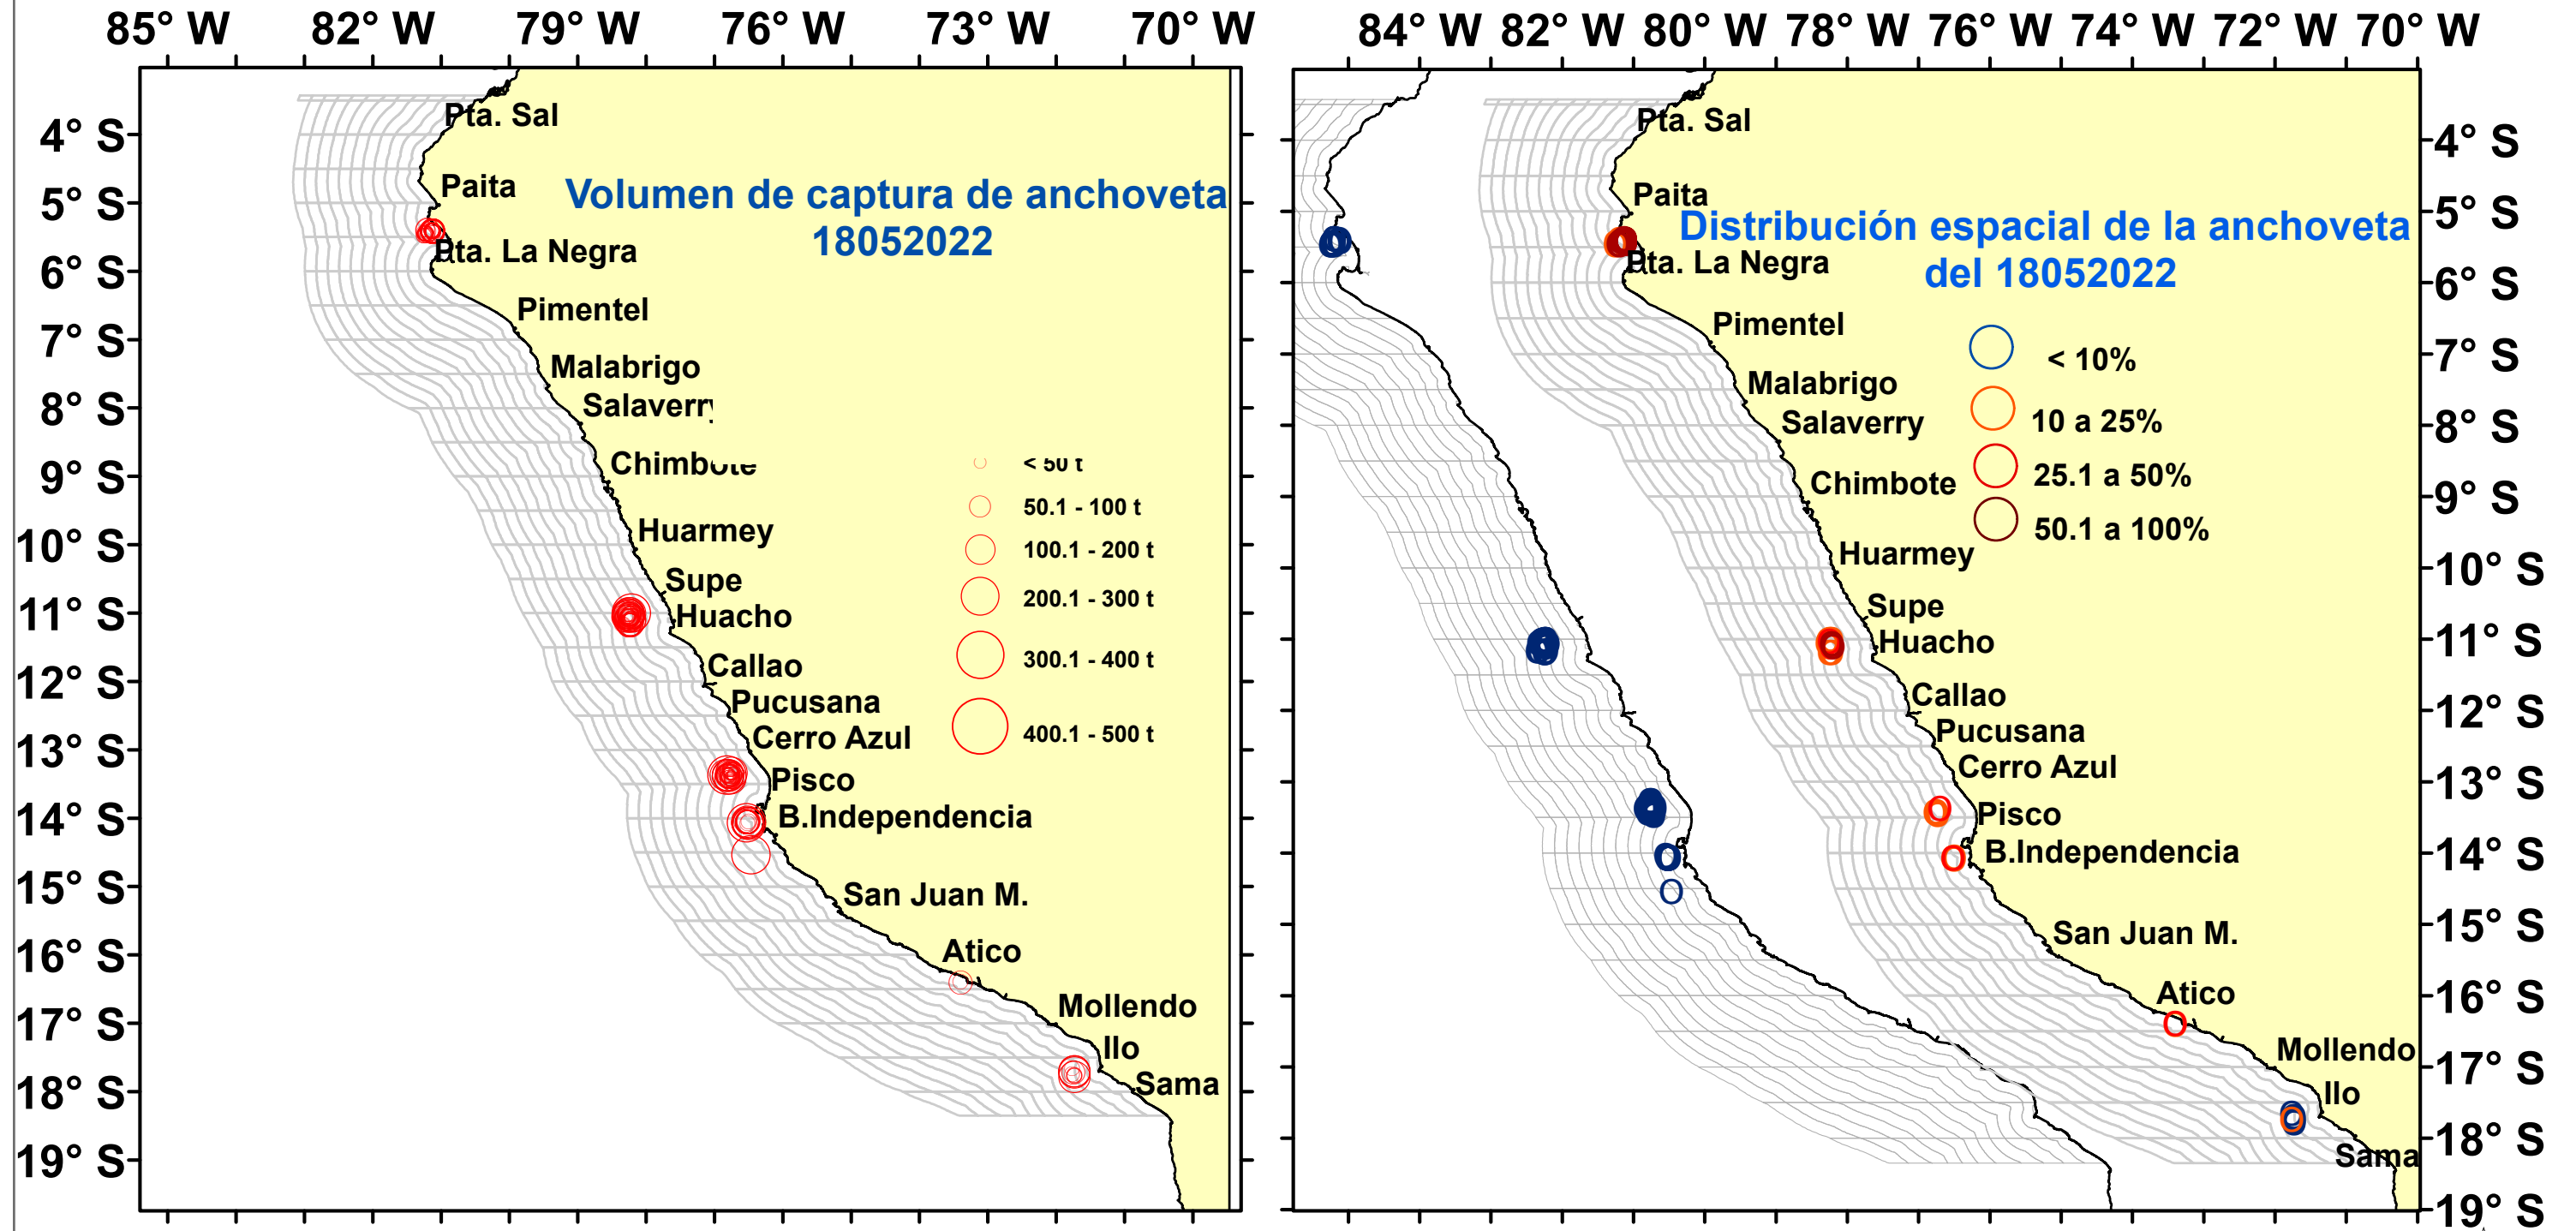 85° W 82° W 79° W 76° W 73° W 70° W
4° S
5° S
6° S
7° S
8° S
9° S
10° S
11° S
12° S
13° S
14° S
15° S
16° S
17° S
18° S
19° S
Pta. Sal
Paita
Volumen de captura de anchoveta
18052022
Pta. La Negra
Pimentel
Malabrigo
Salaverry
Chimbote
Huarmey
Supe
Huacho
Callao
Pucusana
Cerro Azul
Pisco
B.Independencia
San Juan M.
Atico
Mollendo
Ilo
Sama
< 50 t
50.1 - 100 t
100.1 - 200 t
200.1 - 300 t
300.1 - 400 t
400.1 - 500 t
84° W 82° W 80° W 78° W 76° W 74° W 72° W 70° W
Pta. Sal
Paita
Distribución espacial de la anchoveta
del 18052022
Pta. La Negra
Pimentel
Malabrigo
Salaverry
Chimbote
Huarmey
Supe
Huacho
Callao
Pucusana
Cerro Azul
Pisco
B.Independencia
San Juan M.
Atico
Mollendo
Ilo
Sama
< 10%
10 a 25%
25.1 a 50%
50.1 a 100%
4° S
5° S
6° S
7° S
8° S
9° S
10° S
11° S
12° S
13° S
14° S
15° S
16° S
17° S
18° S
19° S